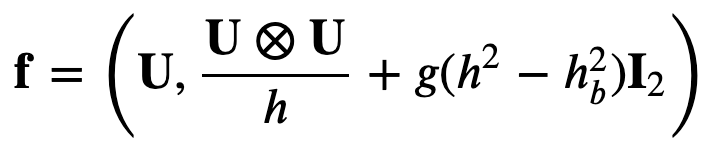 f = (U, U ⊗ U / h + g(h² − h_b²)I₂)